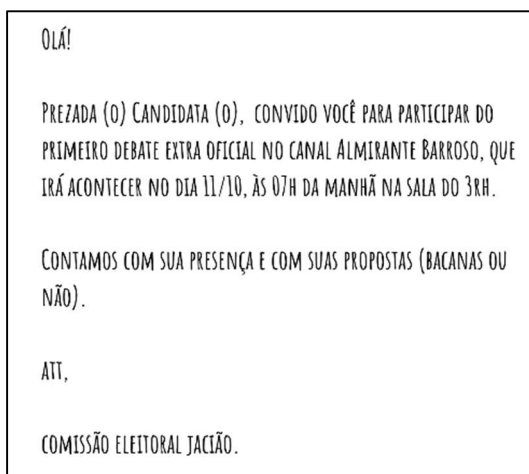 Olá!
Prezada (o) Candidata (o), convido você para participar do
primeiro debate extra oficial no canal Almirante Barroso, que
irá acontecer no dia 11/10, às 07h da manhã na sala do 3RH.
Contamos com sua presença e com suas propostas (bacanas ou
não).
Att,
comissão eleitoral Jacião.